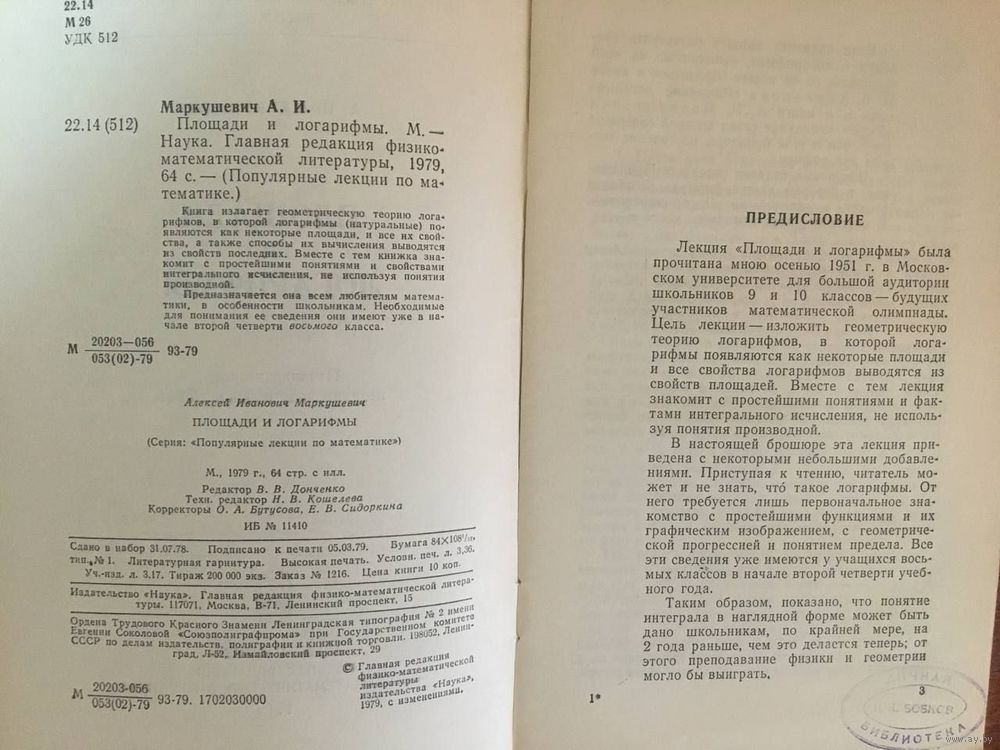 22.14
М 26
УДК 512
Маркушевич А. И.
22.14 (512) Площади и логарифмы. М.—
Наука. Главная редакция физико-
математической литературы, 1979,
64 с. — (Популярные лекции по ма-
тематике.)
Книга излагает геометрическую теорию лога-
рифмов, в которой логарифмы (натуральные) по-
являются как некоторые площади, и все их свой-
ства, а также способы их вычисления выводятся
из свойств последних. Вместе с тем книжка зна-
комит с простейшими понятиями и свойствами
интегрального исчисления, не используя понятия
производной.
Предназначается она всем любителям матема-
тики, в особенности школьникам. Необходимые
для понимания ее сведения они имеют уже в на-
чале второй четверти восьмого класса.
М 20203—056
053(02)-79 93-79
Алексей Иванович Маркушевич
ПЛОЩАДИ И ЛОГАРИФМЫ
(Серия: «Популярные лекции по математике»)
М., 1979 г., 64 стр. с илл.
Редактор В. В. Донченко
Техн. редактор Н. В. Кошелева
Корректоры О. А. Бутусова, Е. В. Сидоркина
ИБ № 11410
Сдано в набор 31.07.78. Подписано к печати 05.03.79. Бумага 84×108¹/₃₂,
тип. № 1. Литературная гарнитура. Высокая печать. Условн. печ. л. 3,36.
Уч.-изд. л. 3,17. Тираж 200 000 экз. Заказ № 1216. Цена книги 10 коп.
Издательство «Наука». Главная редакция физико-математической литера-
туры. 117071, Москва, В-71, Ленинский проспект, 15
Ордена Трудового Красного Знамени Ленинградская типография № 2 имени
Евгении Соколовой «Союзполиграфпрома» при Государственном комитете
СССР по делам издательств, полиграфии и книжной торговли. 198052, Ленин-
град, Л-52, Измайловский проспект, 29
М 20203-056
053(02)-79 93-79. 1702030000
© Главная редакция
физико-математической
литературы
издательства «Наука»,
1979, с изменениями.
ПРЕДИСЛОВИЕ
Лекция «Площади и логарифмы» была
прочитана мною осенью 1951 г. в Москов-
ском университете для большой аудитории
школьников 9 и 10 классов — будущих
участников математической олимпиады.
Цель лекции — изложить геометрическую
теорию логарифмов, в которой лога-
рифмы появляются как некоторые площади
и все свойства логарифмов выводятся из
свойств площадей. Вместе с тем лекция
знакомит с простейшими понятиями и фак-
тами интегрального исчисления, не исполь-
зуя понятия производной.
В настоящей брошюре эта лекция при-
ведена с некоторыми небольшими добавле-
ниями. Приступая к чтению, читатель мо-
жет и не знать, что́ такое логарифмы. От
него требуется лишь первоначальное зна-
комство с простейшими функциями и их
графическим изображением, с геометриче-
ской прогрессией и понятием предела. Все
эти сведения уже имеются у учащихся вось-
мых классов в начале второй четверти учеб-
ного года.
Таким образом, показано, что понятие
интеграла в наглядной форме может быть
дано школьникам, по крайней мере, на
2 года раньше, чем это делается теперь; от
этого преподавание физики и геометрии
могло бы выиграть.
1*
3
БИБЛИОТЕКА
www.ay.by